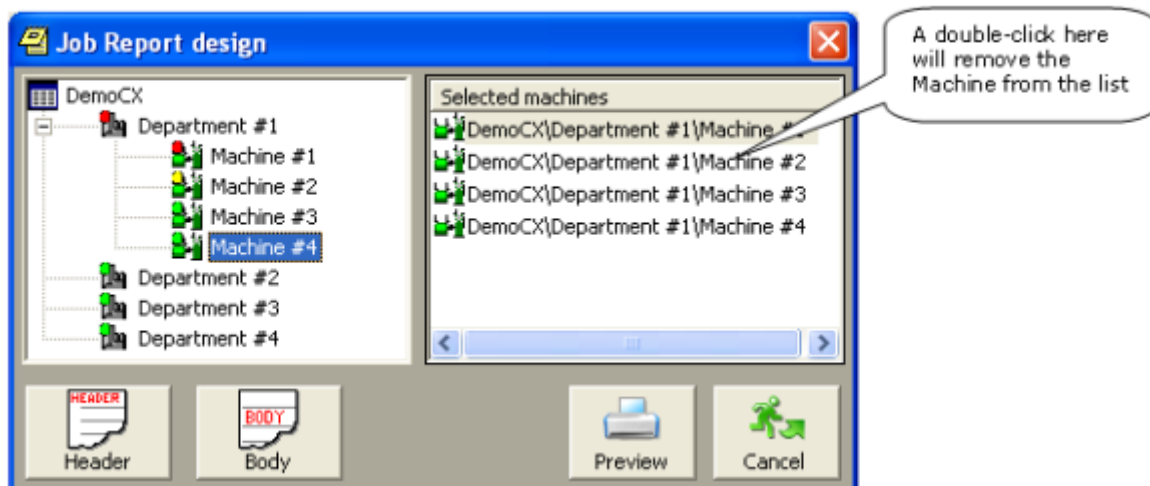 Job Report design
A double-click here
will remove the
Machine from the list
DemoCX
Department #1
Machine #1
Machine #2
Machine #3
Machine #4
Department #2
Department #3
Department #4
Selected machines
DemoCX\Department #1\Machine #
DemoCX\Department #1\Machine #2
DemoCX\Department #1\Machine #3
DemoCX\Department #1\Machine #4
HEADER
Header
BODY
Body
Preview
Cancel